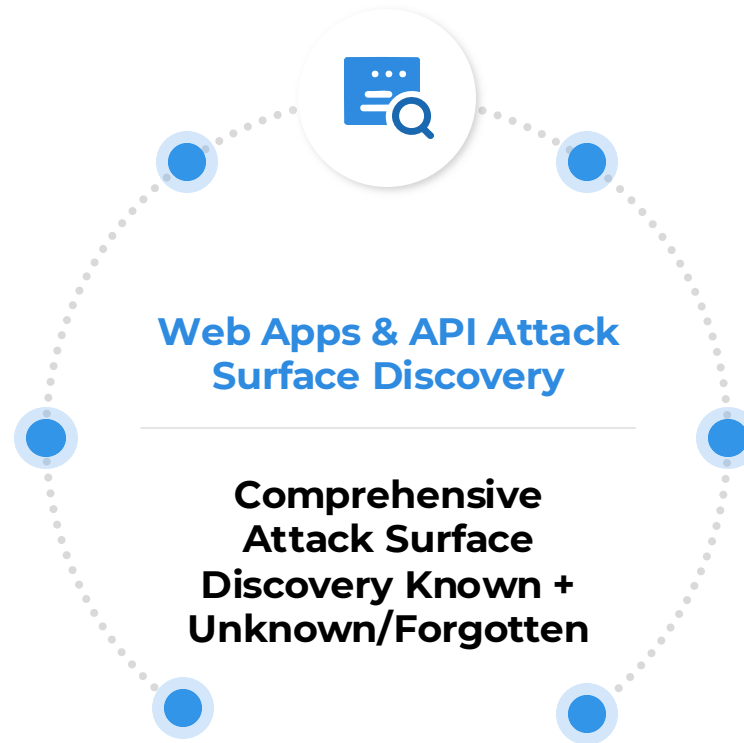 Web Apps & API Attack
Surface Discovery
Comprehensive
Attack Surface
Discovery Known +
Unknown/Forgotten